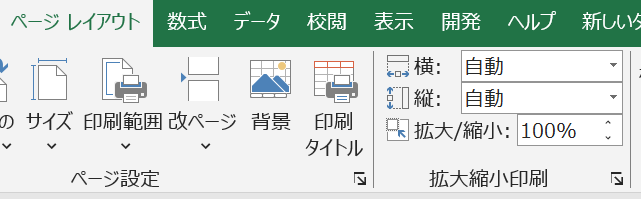 ページ レイアウト 数式 データ 校閲 表示 開発 ヘルプ 新しい
の サイズ 印刷範囲 改ページ 背景 印刷
タイトル
横: 自動
縦: 自動
拡大/縮小: 100%
ページ設定 拡大縮小印刷